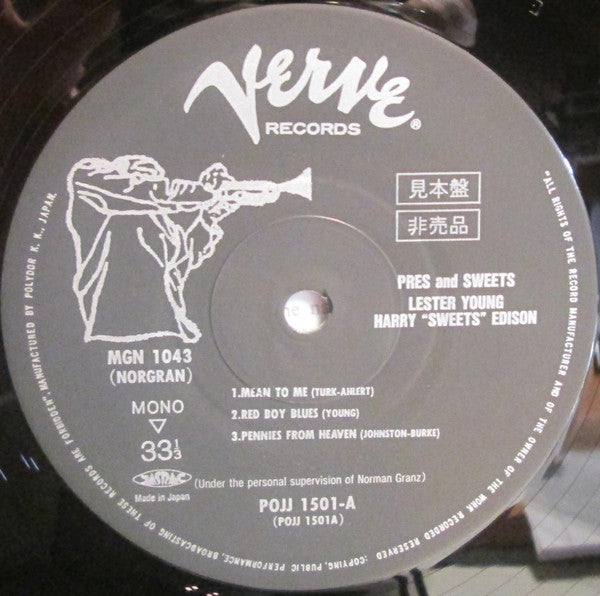 Verve
RECORDS
®
見本盤
非売品
PRES and SWEETS
LESTER YOUNG
HARRY "SWEETS" EDISON
MGN 1043
(NORGRAN)
MONO
▽
33⅓
1.MEAN TO ME (TURK-AHLERT)
2.RED BOY BLUES (YOUNG)
3.PENNIES FROM HEAVEN (JOHNSTON-BURKE)
JASRAC
(Under the personal supervision of Norman Granz)
Made in Japan
POJJ 1501-A
(POJJ 1501A)
"ALL RIGHTS OF THE RECORD MANUFACTURER AND OF THE OWNER OF THE WORK RECORDED RESERVED :COPYING, PUBLIC PERFORMANCE, BROADCASTING OF THESE RECORDS ARE FORBIDDEN". MANUFACTURED BY POLYDOR K. K., JAPAN.